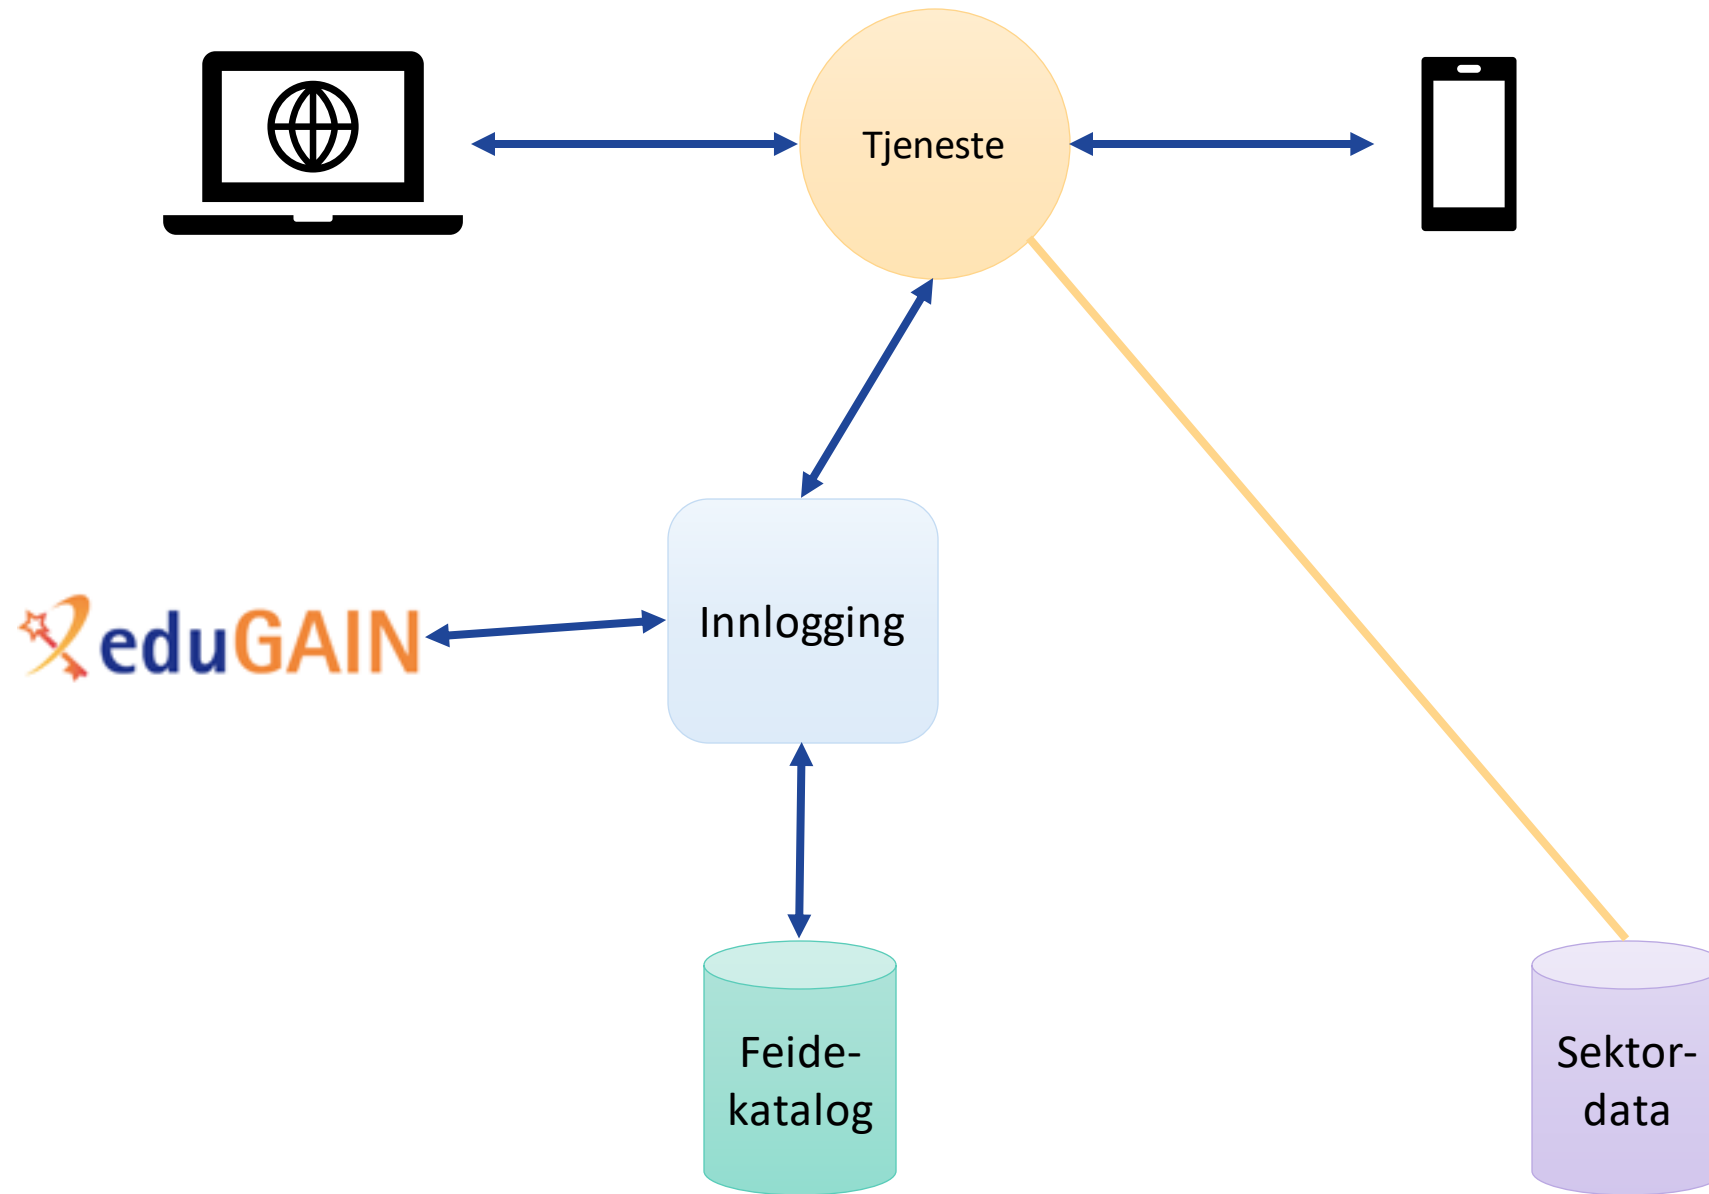 Tjeneste
eduGAIN
Innlogging
Feide-
katalog
Sektor-
data